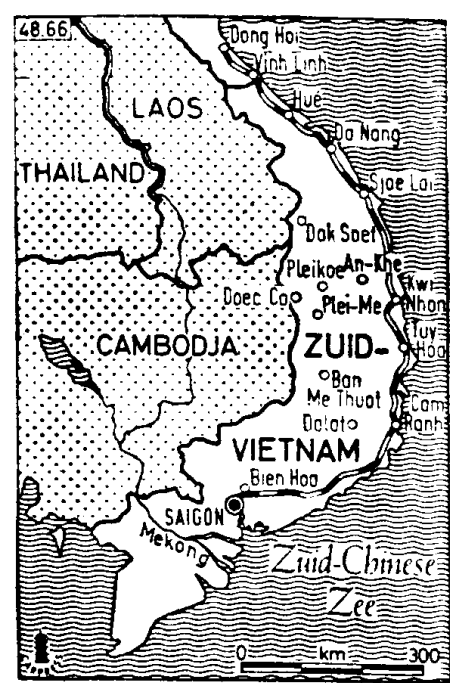 48.66
Dong Hoi
Vinh Linh
Hué
LAOS
Da Nang
THAILAND
Sjoe Lai
Dak Soet
An-Khe
Pleikoe
Kwi
Nhon
Doec Co
Plei-Me
Tuy
Hoa
CAMBODJA
ZUID-
Ban
Me Thuot
Cam
Ranh
Dalat
VIETNAM
Bien Hoa
SAIGON
Mekong
Zuid-Chinese
Zee
0 km 300